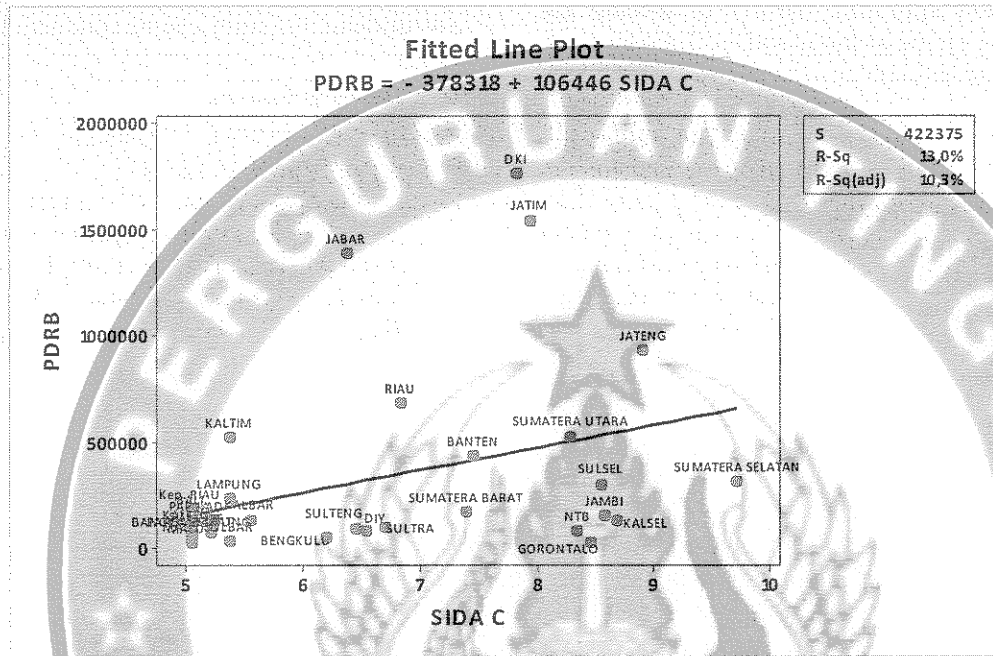 Fitted Line Plot
PDRB = - 378318 + 106446 SIDA C
S 422375
R-Sq 13,0%
R-Sq(adj) 10,3%
2000000
1500000
1000000
500000
0
PDRB
DKI
JATIM
JABAR
JATENG
RIAU
KALTIM
SUMATERA UTARA
BANTEN
SULSEL
SUMATERA SELATAN
LAMPUNG
Kep. RIAU
SUMATERA BARAT
JAMBI
SULTENG
DIY
SULTRA
NTB
KALSEL
BENGKULU
GORONTALO
5 6 7 8 9 10
SIDA C
PERGURUAN TING